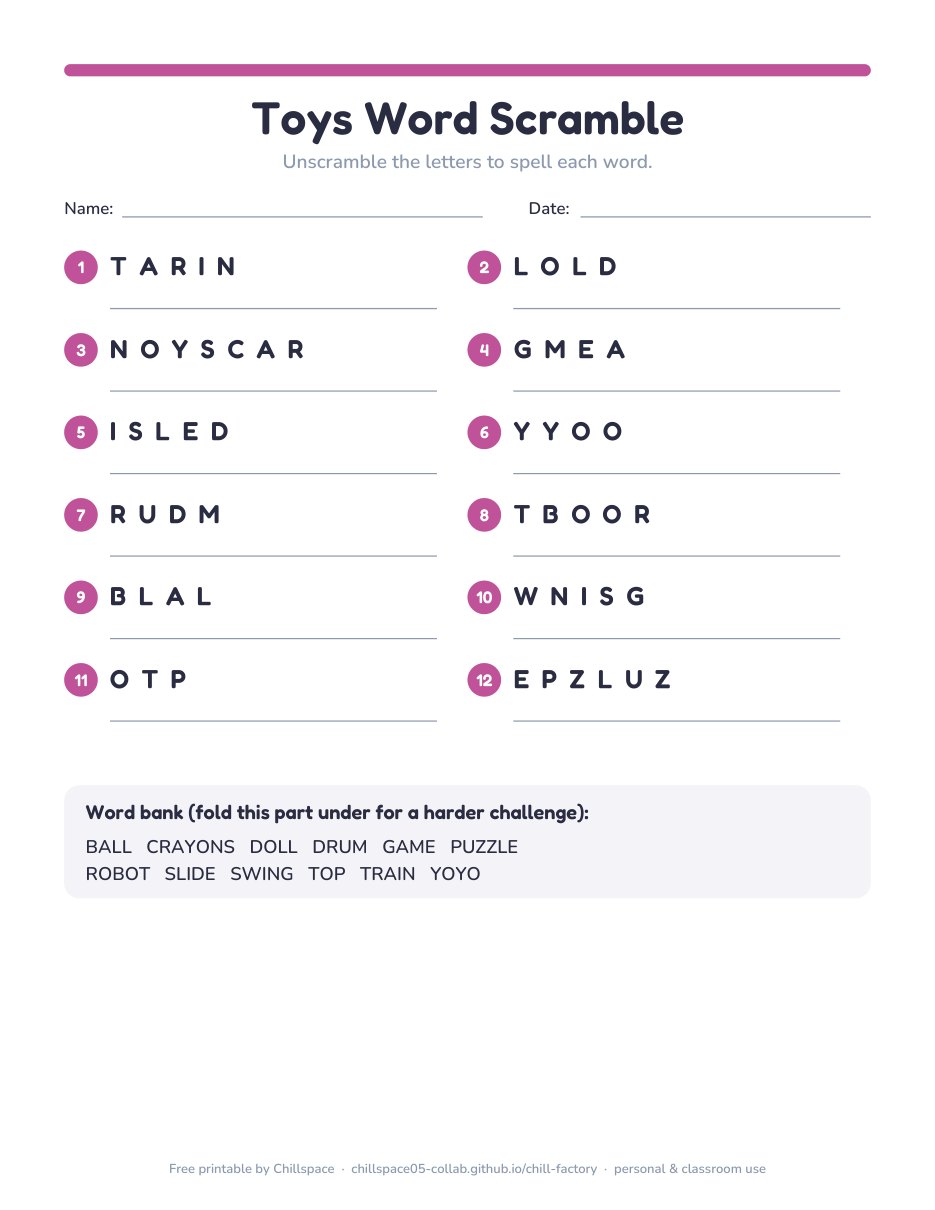 Toys Word Scramble
Unscramble the letters to spell each word.
Name: Date:
1 T A R I N
2 L O L D
3 N O Y S C A R
4 G M E A
5 I S L E D
6 Y Y O O
7 R U D M
8 T B O O R
9 B L A L
10 W N I S G
11 O T P
12 E P Z L U Z
Word bank (fold this part under for a harder challenge):
BALL CRAYONS DOLL DRUM GAME PUZZLE
ROBOT SLIDE SWING TOP TRAIN YOYO
Free printable by Chillspace · chillspace05-collab.github.io/chill-factory · personal & classroom use